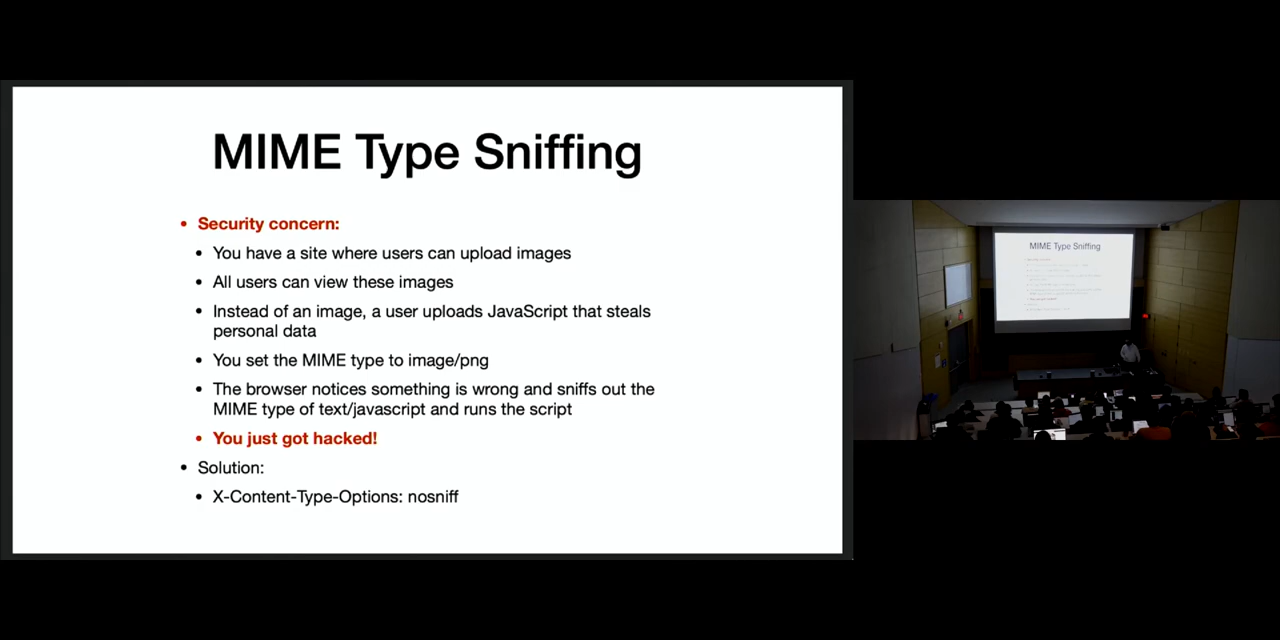 MIME Type Sniffing
• Security concern:
• You have a site where users can upload images
• All users can view these images
• Instead of an image, a user uploads JavaScript that steals
personal data
• You set the MIME type to image/png
• The browser notices something is wrong and sniffs out the
MIME type of text/javascript and runs the script
• You just got hacked!
• Solution:
• X-Content-Type-Options: nosniff
MIME Type Sniffing